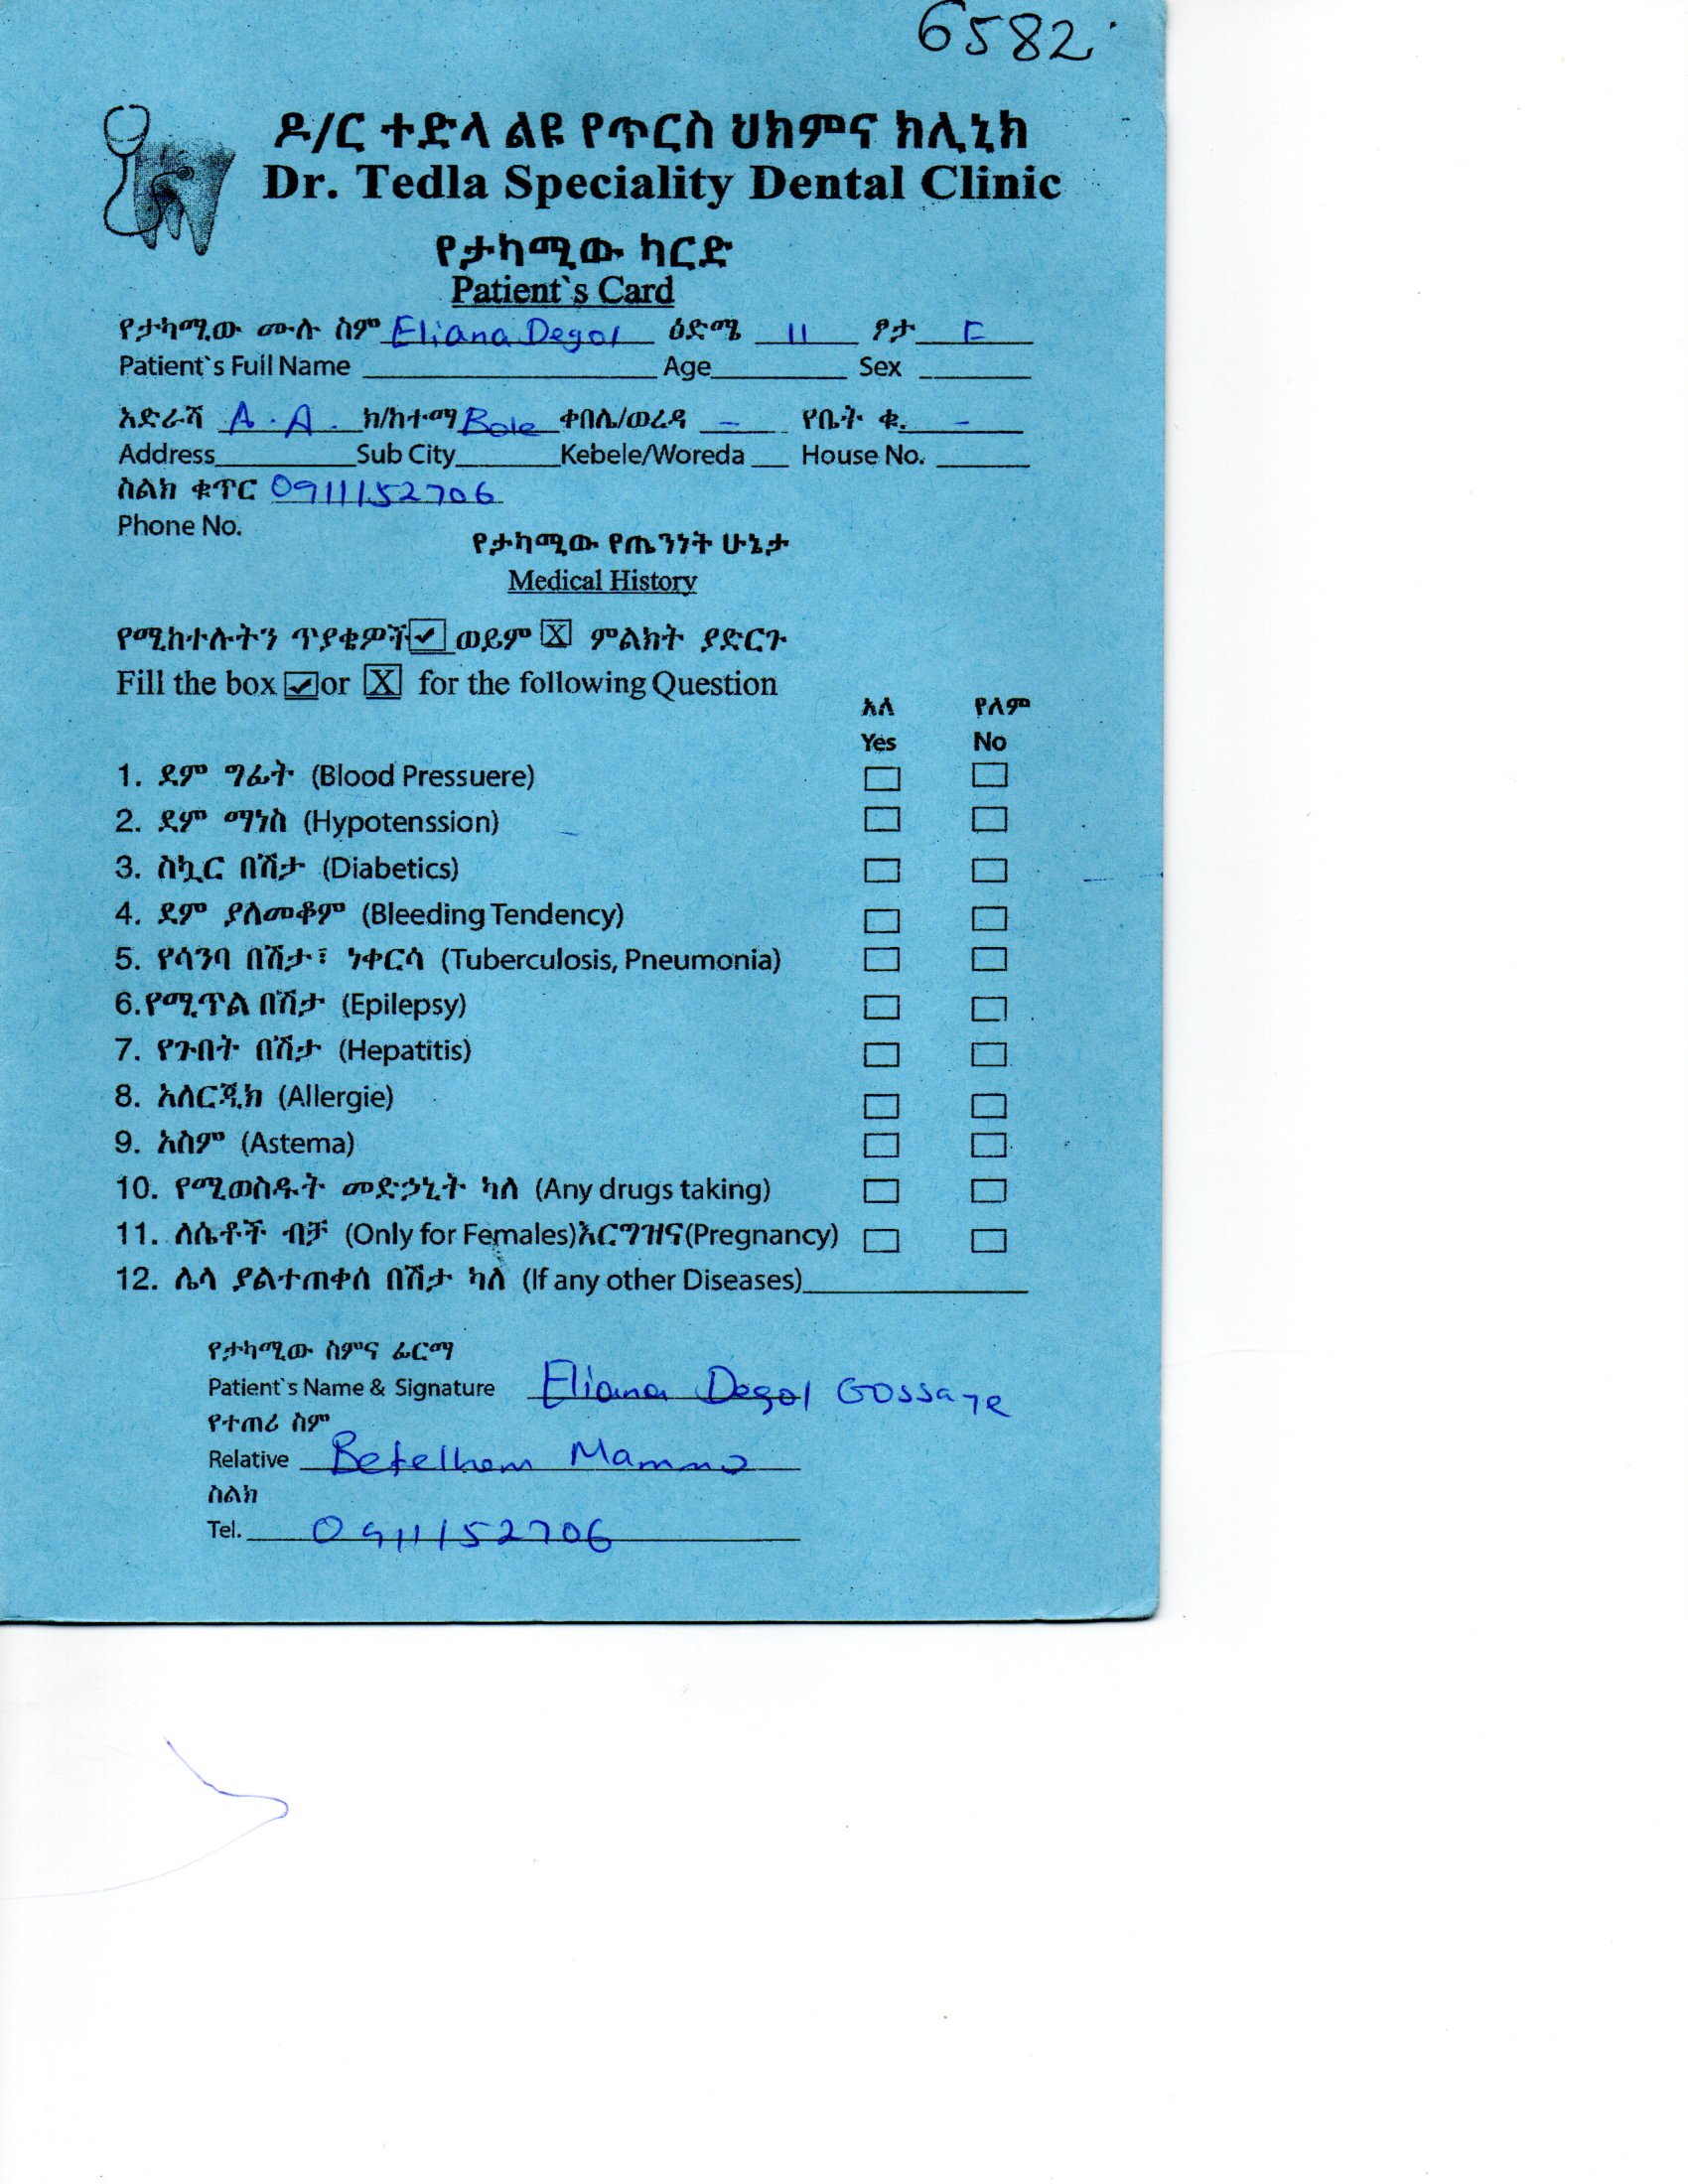 6582
ዶ/ር ተድላ ልዩ የጥርስ ህክምና ክሊኒክ
Dr. Tedla Speciality Dental Clinic
የታካሚው ካርድ
Patient`s Card
የታካሚው ሙሉ ስም Eliana Degol ዕድሜ 11 ፆታ F
Patient`s Full Name Age Sex
አድራሻ A.A. ክ/ከተማ Bole ቀበሌ/ወረዳ - የቤት ቁ. -
Address Sub City Kebele/Woreda House No.
ስልክ ቁጥር 0911152706
Phone No.
የታካሚው የጤንነት ሁኔታ
Medical History
የሚከተሉትን ጥያቄዎች ☑ ወይም ☒ ምልክት ያድርጉ
Fill the box ☑ or ☒ for the following Question
አለ የለም
Yes No
1. ደም ግፊት (Blood Pressuere) ☐ ☐
2. ደም ማነስ (Hypotenssion) ☐ ☐
3. ስኳር በሽታ (Diabetics) ☐ ☐
4. ደም ያለመቆም (Bleeding Tendency) ☐ ☐
5. የሳንባ በሽታ፣ ነቀርሳ (Tuberculosis, Pneumonia) ☐ ☐
6.የሚጥል በሽታ (Epilepsy) ☐ ☐
7. የጉበት በሽታ (Hepatitis) ☐ ☐
8. አለርጂክ (Allergie) ☐ ☐
9. አስም (Astema) ☐ ☐
10. የሚወስዱት መድኃኒት ካለ (Any drugs taking) ☐ ☐
11. ለሴቶች ብቻ (Only for Females)እርግዝና(Pregnancy) ☐ ☐
12. ሌላ ያልተጠቀሰ በሽታ ካለ (If any other Diseases)
የታካሚው ስምና ፊርማ
Patient`s Name & Signature Eliana Degol Gossaye
የተጠሪ ስም
Relative Betelhem Mammo
ስልክ
Tel. 0911152706